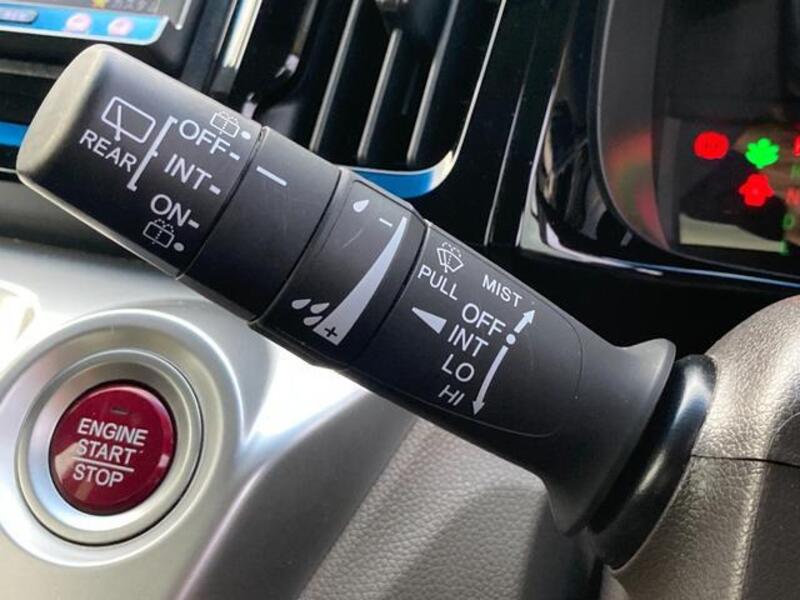 REAR
OFF
INT
ON
−
+
PULL
MIST
OFF
INT
LO
HI
ENGINE
START
STOP